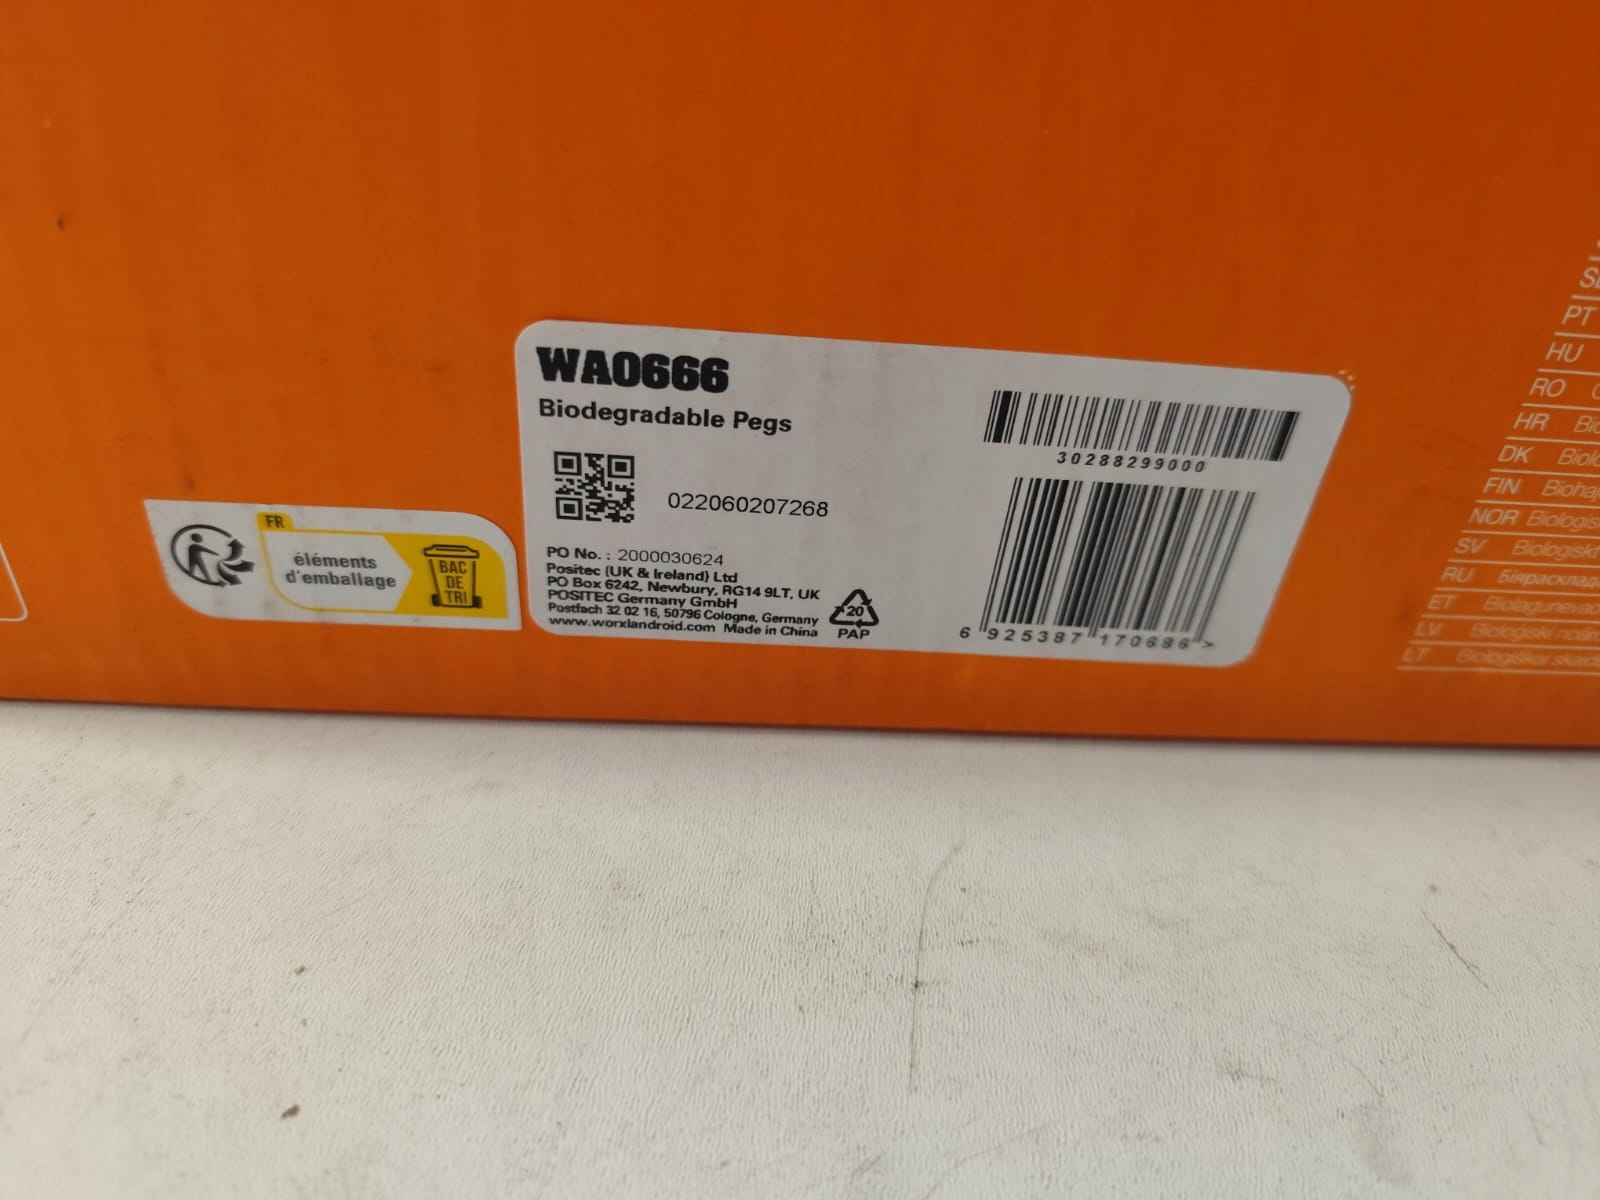 WA0666
Biodegradable Pegs
30288299000
022060207268
PO No. : 2000030624
Positec (UK & Ireland) Ltd
PO Box 6242, Newbury, RG14 9LT, UK
POSITEC Germany GmbH
Postfach 32 02 16, 50796 Cologne, Germany
www.worxlandroid.com Made in China
20
PAP
6 925387 170686 >
FR
éléments
d'emballage
BAC
DE
TRI
PT
HU
RO
HR
DK
FIN
NOR
SV
RU
ET
LV
LT